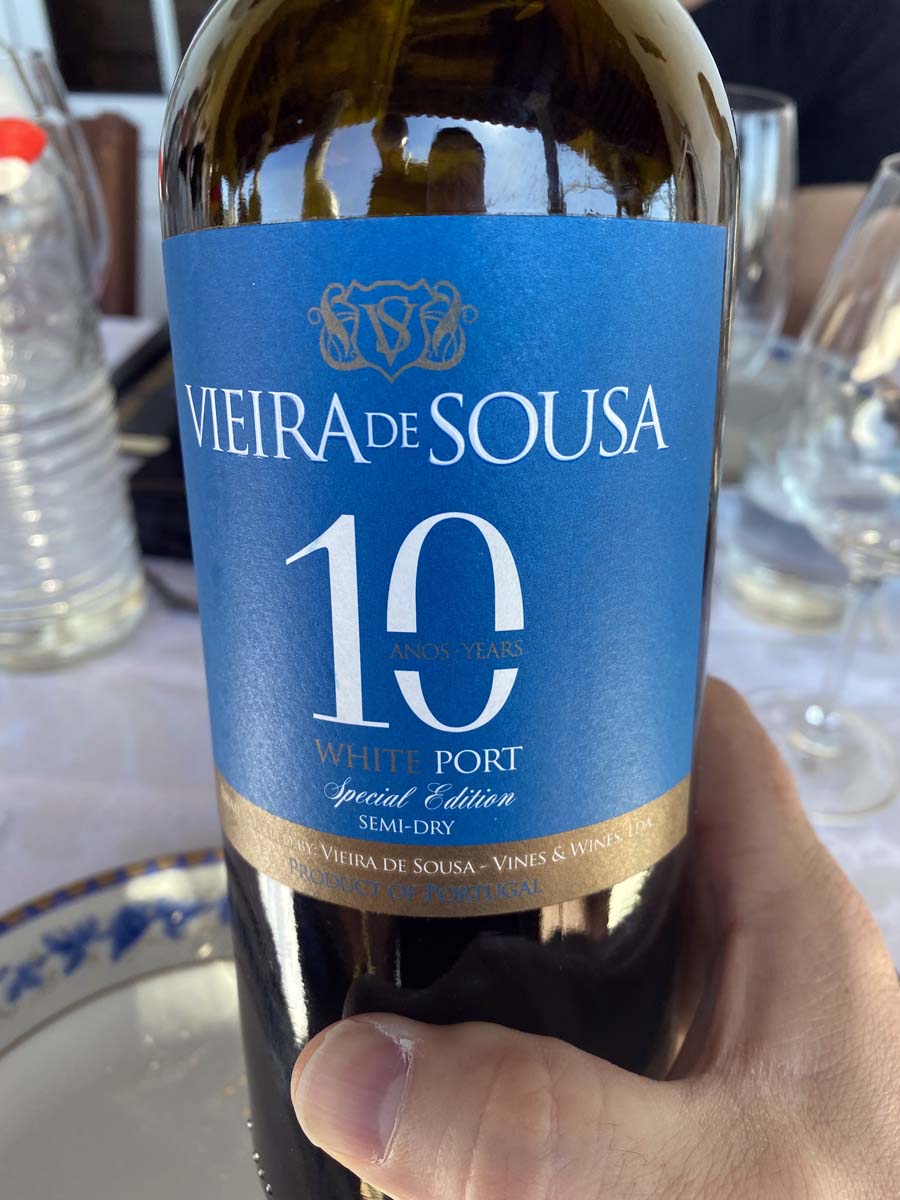 VS
VIEIRA DE SOUSA
10
ANOS · YEARS
WHITE PORT
Special Edition
SEMI-DRY
BY: VIEIRA DE SOUSA - VINES & WINES, LDA
PRODUCT OF PORTUGAL